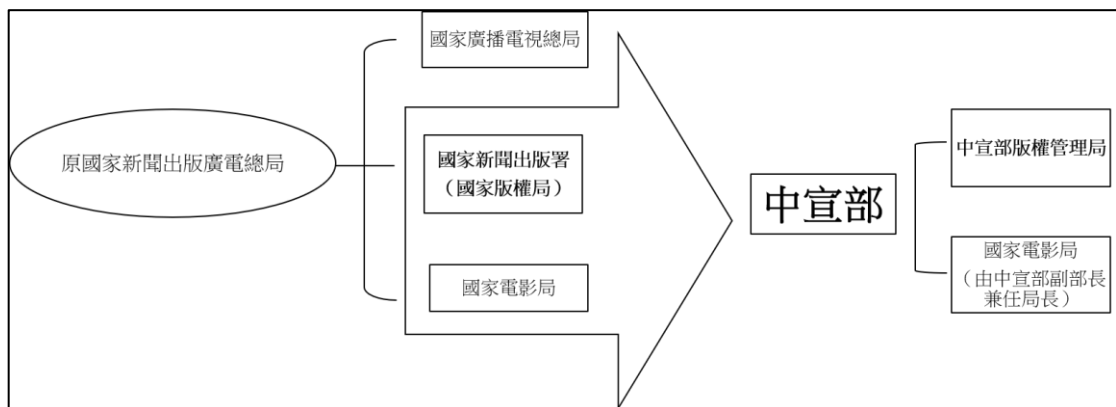 原國家新聞出版廣電總局
國家廣播電視總局
國家新聞出版署
（國家版權局）
國家電影局
中宣部
中宣部版權管理局
國家電影局
（由中宣部副部長
兼任局長）